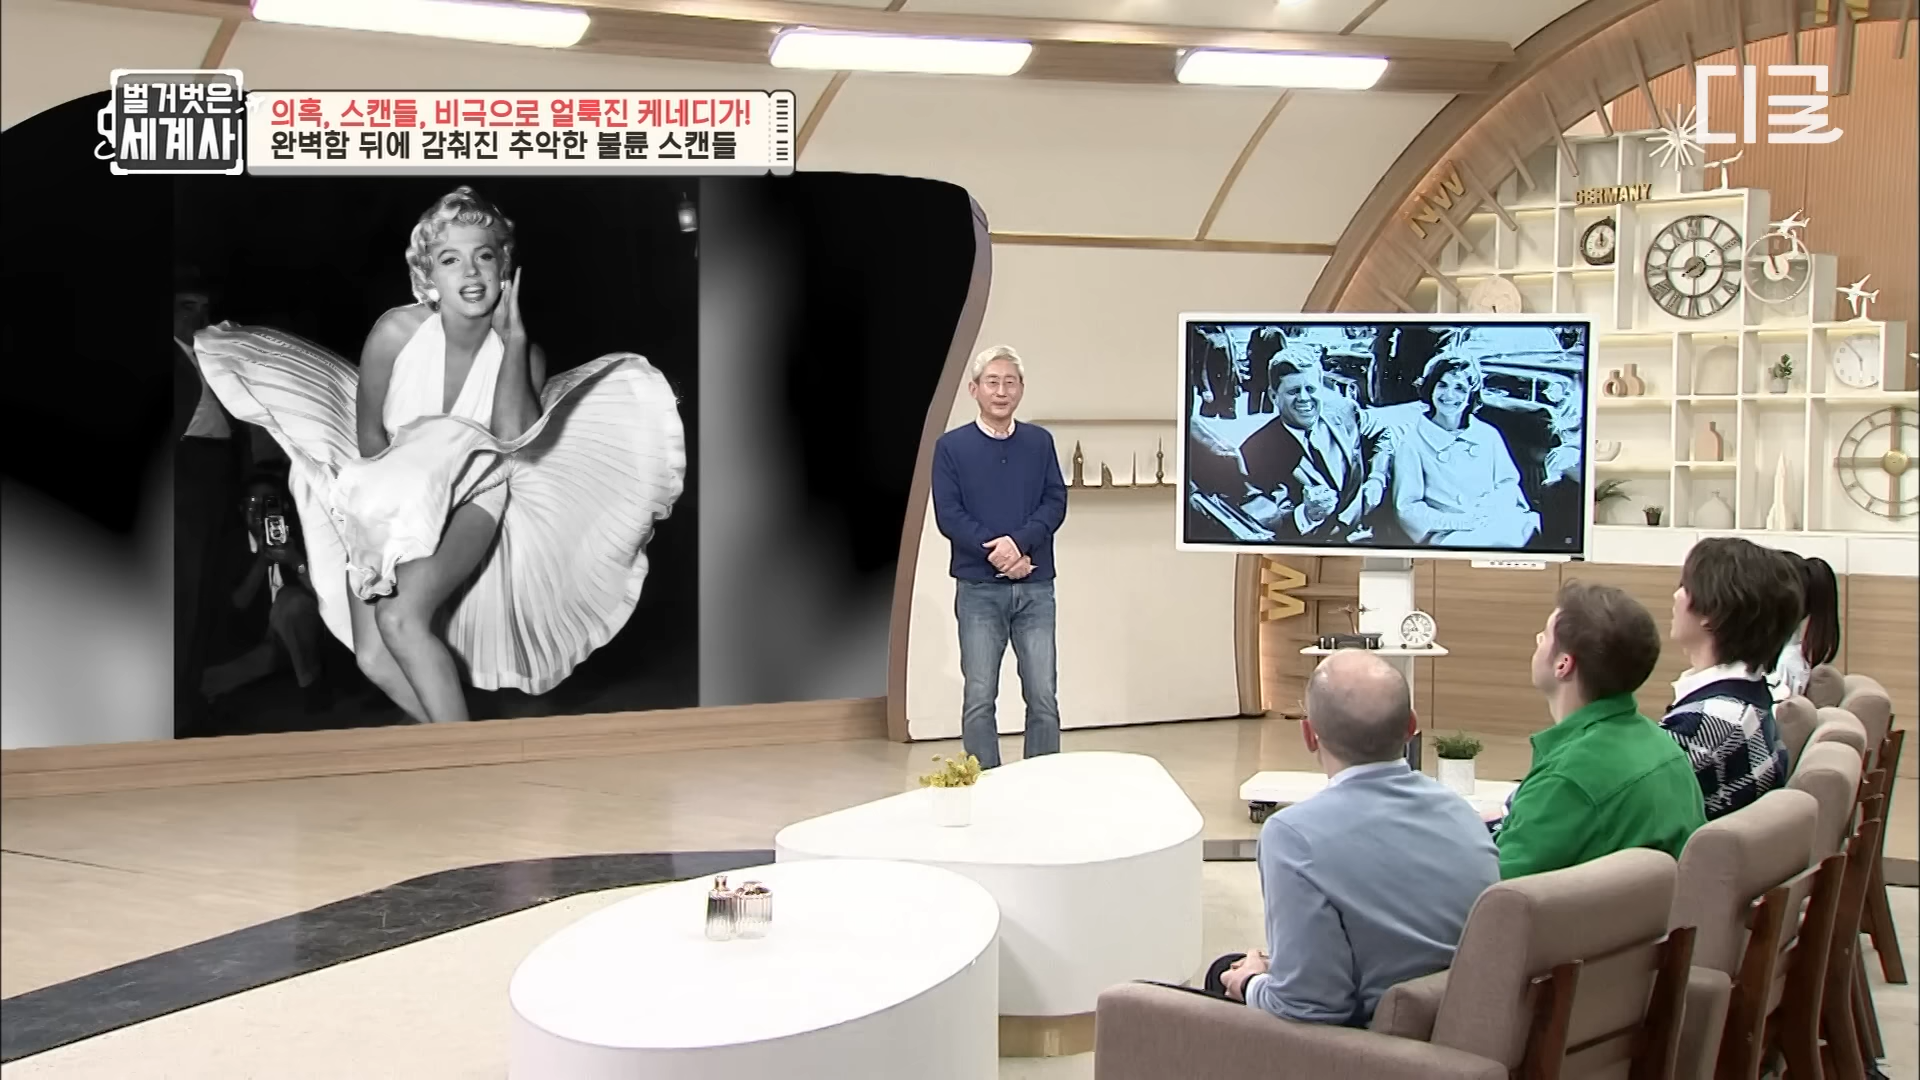 벌거벗은
세계사
의혹, 스캔들, 비극으로 얼룩진 케네디가!
완벽함 뒤에 감춰진 추악한 불륜 스캔들
디글
GERMANY
NW
W